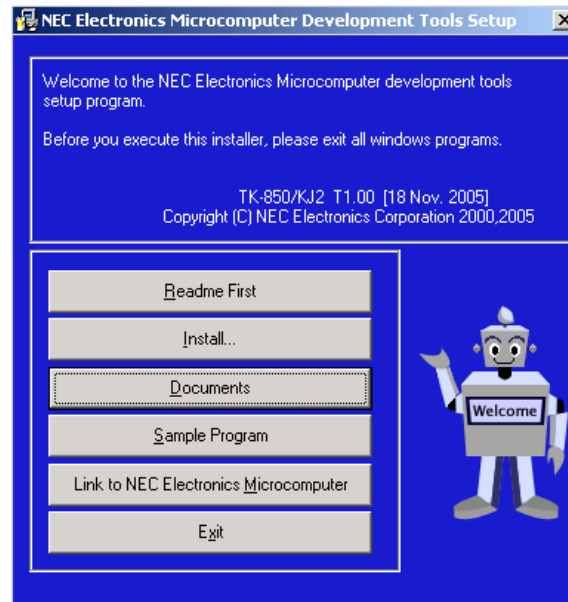 NEC Electronics Microcomputer Development Tools Setup
Welcome to the NEC Electronics Microcomputer development tools
setup program.
Before you execute this installer, please exit all windows programs.
TK-850/KJ2 T1.00 [18 Nov. 2005]
Copyright (C) NEC Electronics Corporation 2000,2005
Readme First
Install...
Documents
Sample Program
Link to NEC Electronics Microcomputer
Exit
Welcome